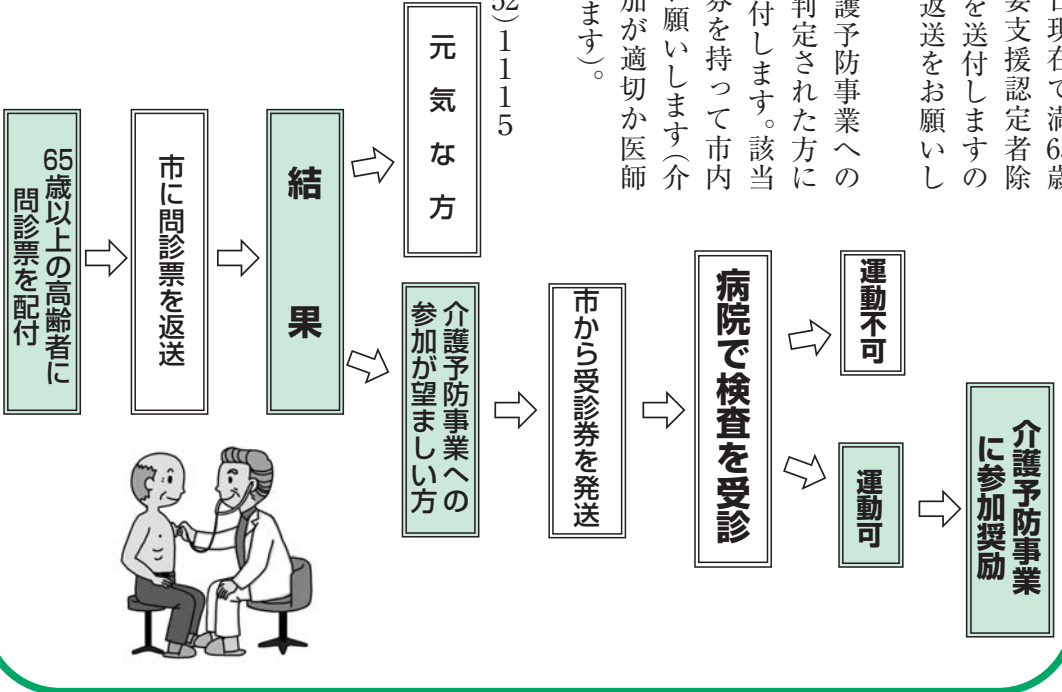 日現在で満65歳
要支援認定者除
を送付しますの
返送をお願いし
護予防事業への
判定された方に
付します。該当
券を持って市内
願いします（介
加が適切か医師
ます）。
）1115
65歳以上の高齢者に
問診票を配付
市に問診票を返送
結果
元気な方
介護予防事業への
参加が望ましい方
市から受診券を発送
病院で検査を受診
運動不可
運動可
介護予防事業
に参加奨励